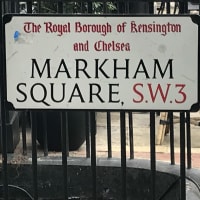 The Royal Borough of Kensington
and Chelsea
MARKHAM
SQUARE, S.W.3